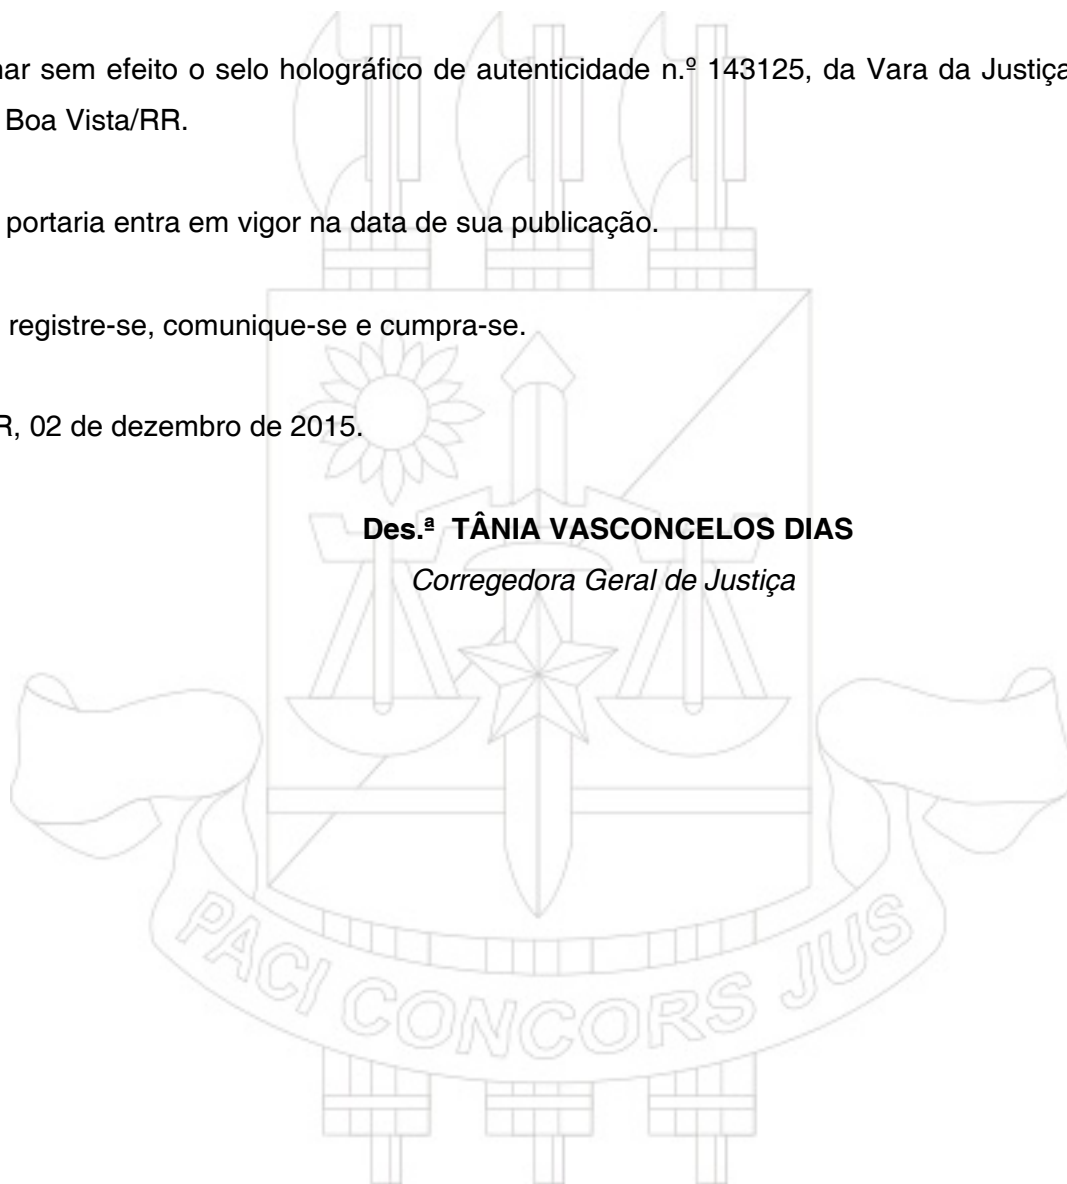 nar sem efeito o selo holográfico de autenticidade n.º 143125, da Vara da Justiça
Boa Vista/RR.
portaria entra em vigor na data de sua publicação.
registre-se, comunique-se e cumpra-se.
R, 02 de dezembro de 2015.
Des.ª TÂNIA VASCONCELOS DIAS
Corregedora Geral de Justiça
PACI CONCORS JUS